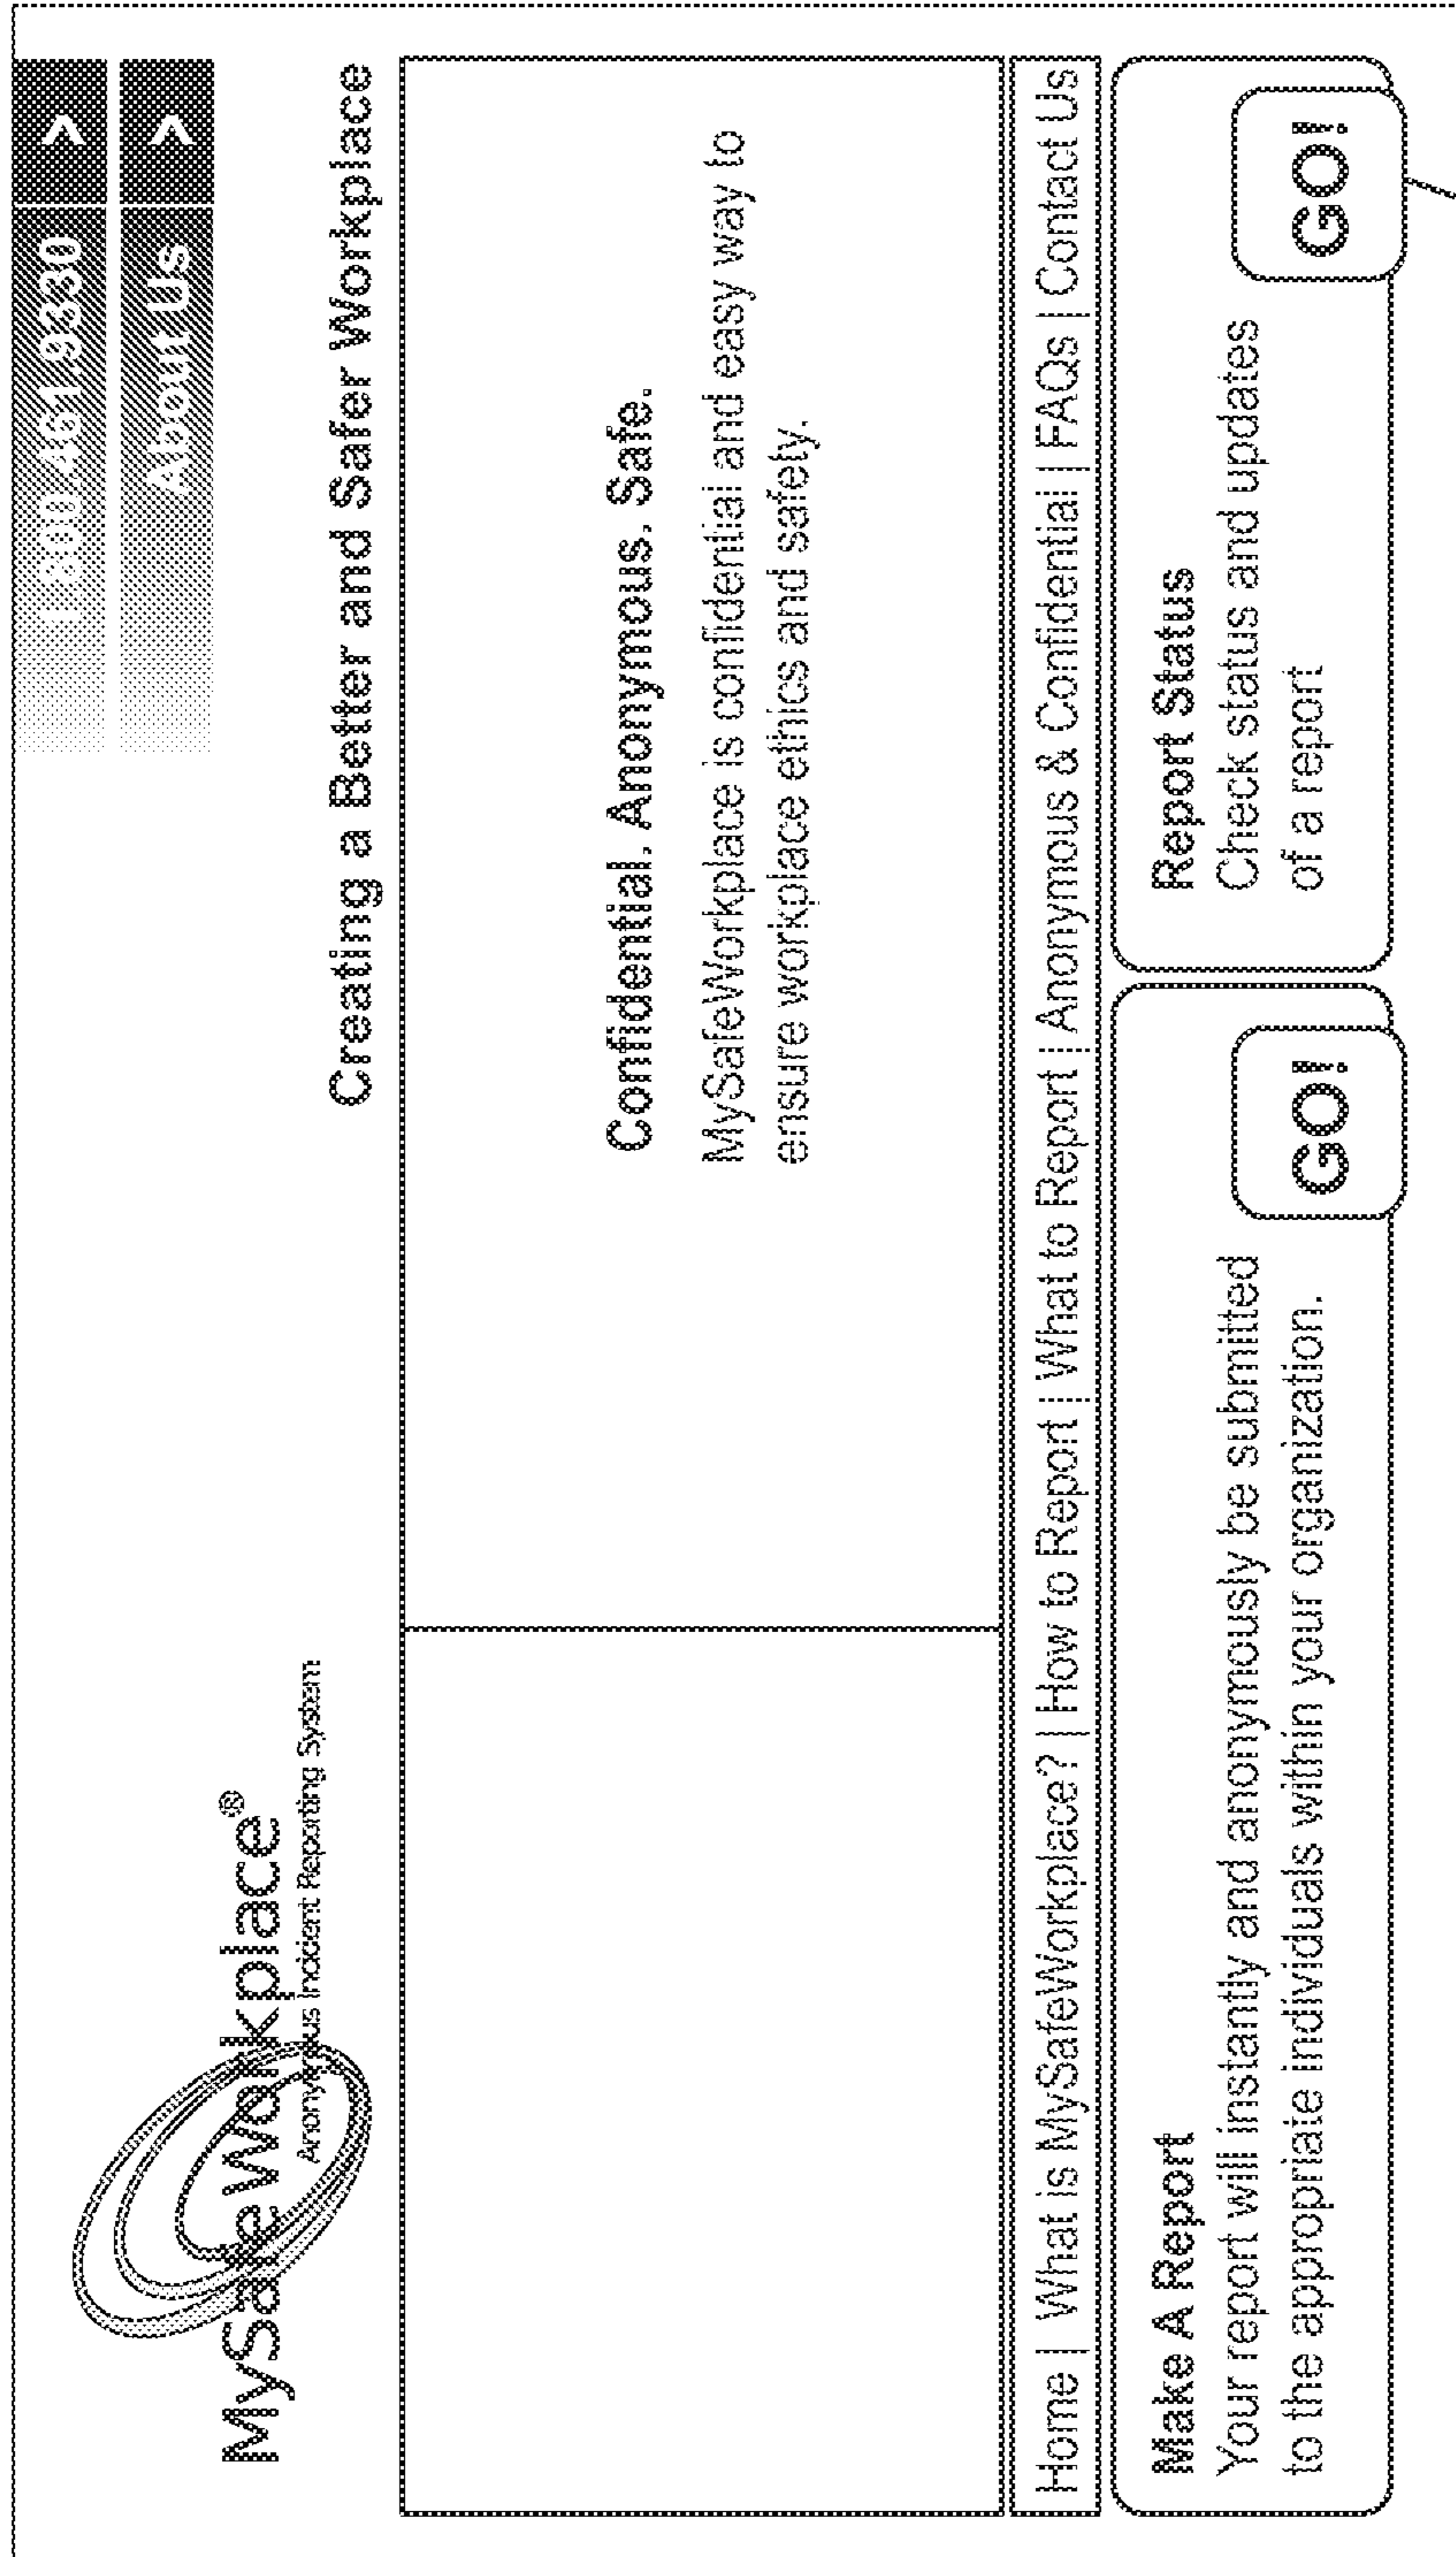 MySafeWorkplace®
Anonymous Incident Reporting System
1.800.461.9330 >
About Us >
Creating a Better and Safer Workplace
Confidential. Anonymous. Safe.
MySafeWorkplace is confidential and easy way to
ensure workplace ethics and safety.
Home | What is MySafeWorkplace? | How to Report | What to Report | Anonymous & Confidential | FAQs | Contact Us
Make A Report
Your report will instantly and anonymously be submitted
to the appropriate individuals within your organization.
GO!
Report Status
Check status and updates
of a report
GO!